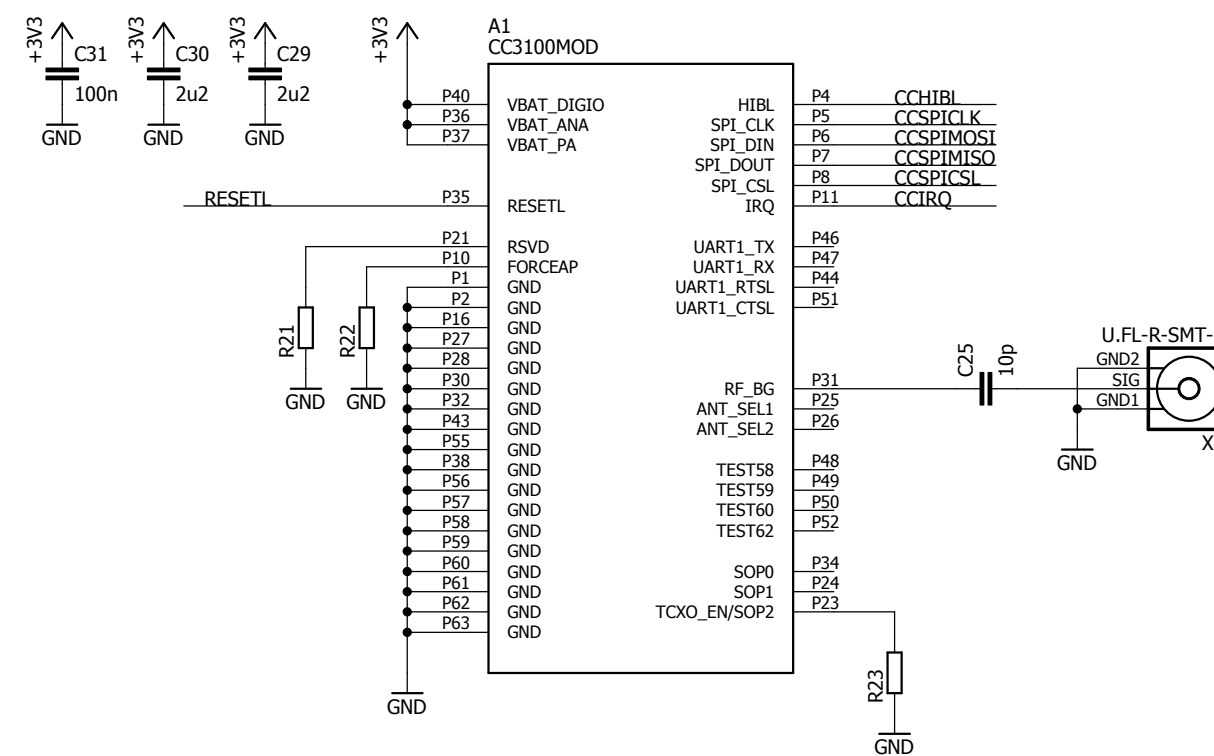 +3V3 +3V3 +3V3 +3V3
C31 C30 C29
100n 2u2 2u2
GND GND GND
A1
CC3100MOD
P40 VBAT_DIGIO
P36 VBAT_ANA
P37 VBAT_PA
RESETL P35 RESETL
P21 RSVD
P10 FORCEAP
P1 GND
P2 GND
P16 GND
P27 GND
P28 GND
P30 GND
P32 GND
P43 GND
P55 GND
P38 GND
P56 GND
P57 GND
P58 GND
P59 GND
P60 GND
P61 GND
P62 GND
P63 GND
R21 R22
GND GND
GND
HIBL P4 CCHIBL
SPI_CLK P5 CCSPICLK
SPI_DIN P6 CCSPIMOSI
SPI_DOUT P7 CCSPIMISO
SPI_CSL P8 CCSPICSL
IRQ P11 CCIRQ
UART1_TX P46
UART1_RX P47
UART1_RTSL P44
UART1_CTSL P51
RF_BG P31
ANT_SEL1 P25
ANT_SEL2 P26
TEST58 P48
TEST59 P49
TEST60 P50
TEST62 P52
SOP0 P34
SOP1 P24
TCXO_EN/SOP2 P23
C25
10p
U.FL-R-SMT-
GND2
SIG
GND1
X
GND
R23
GND